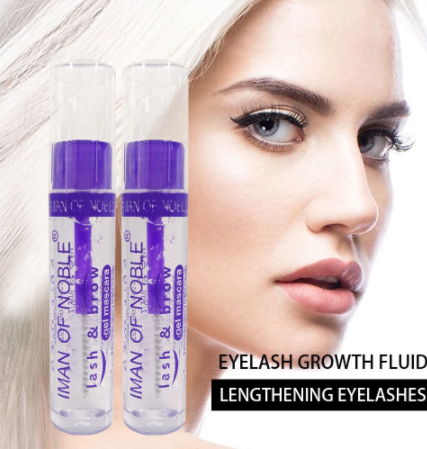 IMAN OF NOBLE®
lash & brow
gel mascara
IMAN OF NOBLE®
lash & brow
gel mascara
EYELASH GROWTH FLUID
LENGTHENING EYELASHES